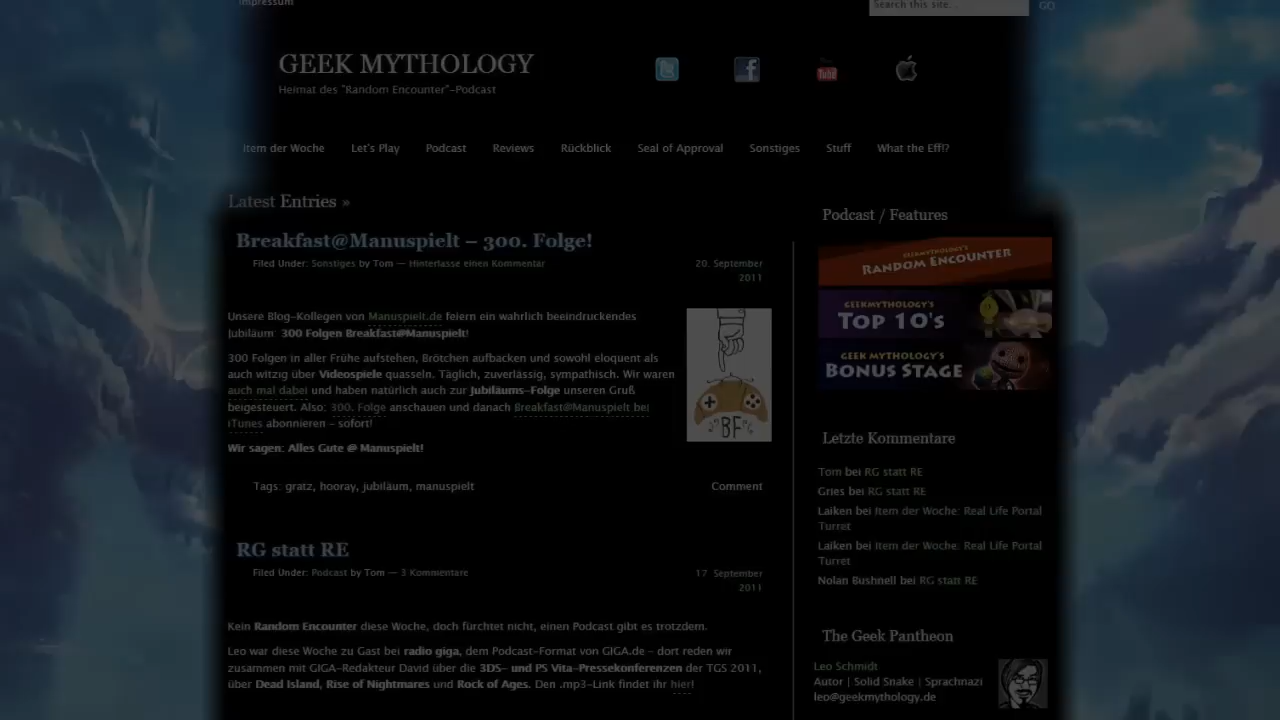 Impressum
Search this site...
GO
GEEK MYTHOLOGY
Heimat des "Random Encounter"-Podcast
Tube
Item der Woche Let's Play Podcast Reviews Rückblick Seal of Approval Sonstiges Stuff What the Eff!?
Latest Entries »
Breakfast@Manuspielt – 300. Folge!
Filed Under: Sonstiges by Tom — Hinterlasse einen Kommentar
20. September
2011
Unsere Blog-Kollegen von Manuspielt.de feiern ein wahrlich beeindruckendes
Jubiläum: 300 Folgen Breakfast@Manuspielt!
300 Folgen in aller Frühe aufstehen, Brötchen aufbacken und sowohl eloquent als
auch witzig über Videospiele quasseln. Täglich, zuverlässig, sympathisch. Wir waren
auch mal dabei und haben natürlich auch zur Jubiläums-Folge unseren Gruß
beigesteuert. Also: 300. Folge anschauen und danach Breakfast@Manuspielt bei
iTunes abonnieren – sofort!
Wir sagen: Alles Gute @ Manuspielt!
BF
Tags: gratz, hooray, jubiläum, manuspielt
Comment
RG statt RE
Filed Under: Podcast by Tom — 3 Kommentare
17. September
2011
Kein Random Encounter diese Woche, doch fürchtet nicht, einen Podcast gibt es trotzdem.
Leo war diese Woche zu Gast bei radio giga, dem Podcast-Format von GIGA.de – dort reden wir
zusammen mit GIGA-Redakteur David über die 3DS- und PS Vita-Pressekonferenzen der TGS 2011,
über Dead Island, Rise of Nightmares und Rock of Ages. Den .mp3-Link findet ihr hier!
Podcast / Features
GEEKMYTHOLOGY'S
RANDOM ENCOUNTER
GEEKMYTHOLOGY'S
TOP 10'S
GEEK MYTHOLOGY'S
BONUS STAGE
Letzte Kommentare
Tom bei RG statt RE
Gries bei RG statt RE
Laiken bei Item der Woche: Real Life Portal
Turret
Laiken bei Item der Woche: Real Life Portal
Turret
Nolan Bushnell bei RG statt RE
The Geek Pantheon
Leo Schmidt
Autor | Solid Snake | Sprachnazi
leo@geekmythology.de